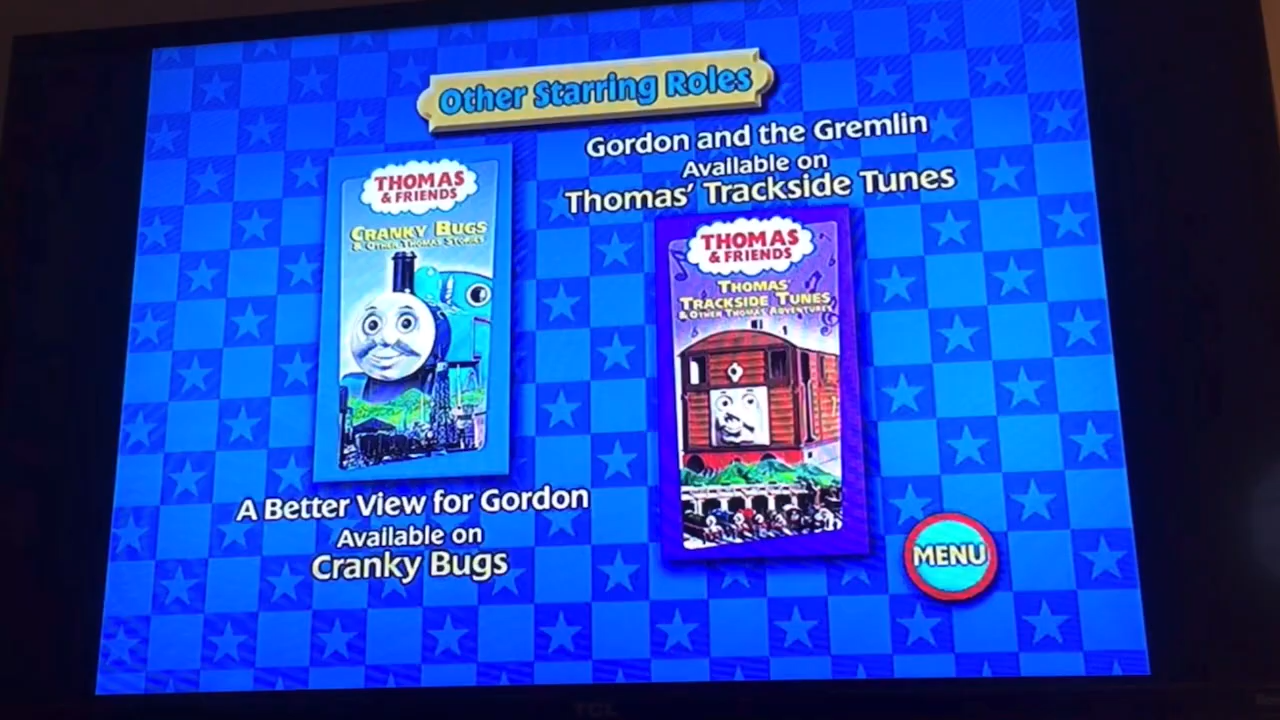 Other Starring Roles
THOMAS
& FRIENDS
CRANKY BUGS
& OTHER THOMAS STORIES
A Better View for Gordon
Available on
Cranky Bugs
Gordon and the Gremlin
Available on
Thomas' Trackside Tunes
THOMAS
& FRIENDS
THOMAS'
TRACKSIDE TUNES
& OTHER THOMAS ADVENTURES
MENU
TCL